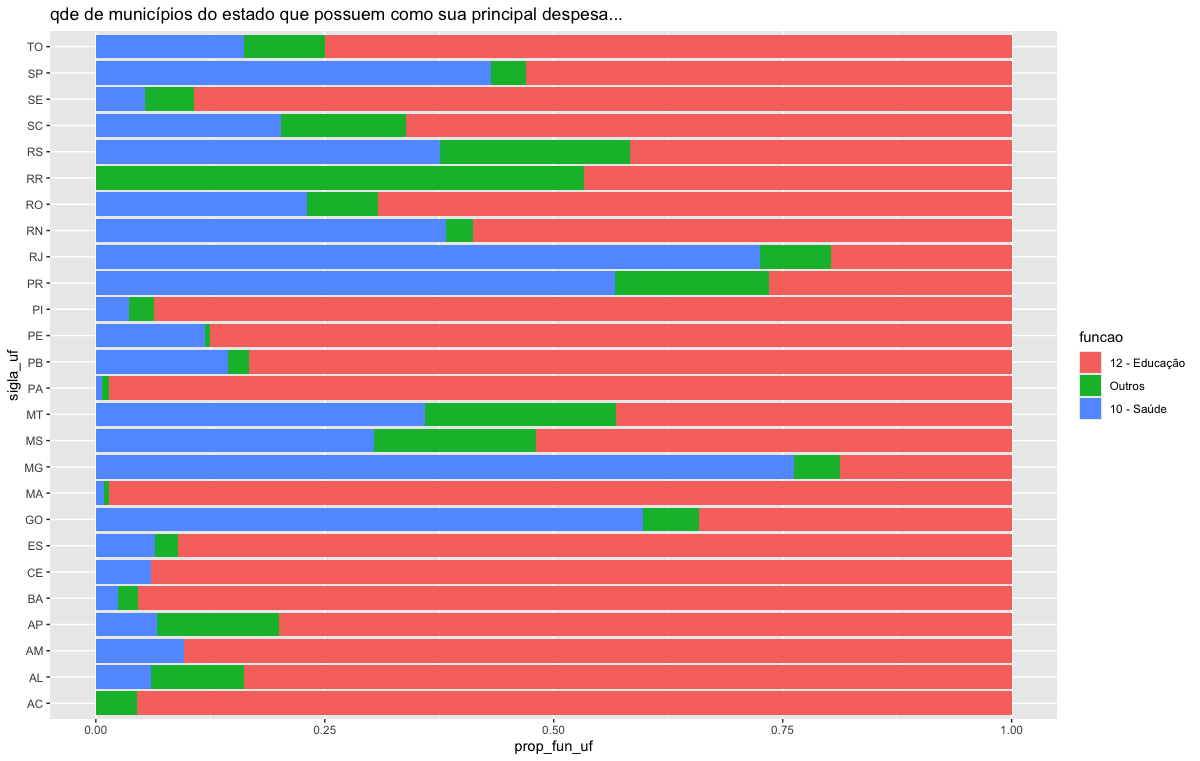 qde de municípios do estado que possuem como sua principal despesa...
sigla_uf
TO
SP
SE
SC
RS
RR
RO
RN
RJ
PR
PI
PE
PB
PA
MT
MS
MG
MA
GO
ES
CE
BA
AP
AM
AL
AC
0.00 0.25 0.50 0.75 1.00
prop_fun_uf
funcao
12 - Educação
Outros
10 - Saúde